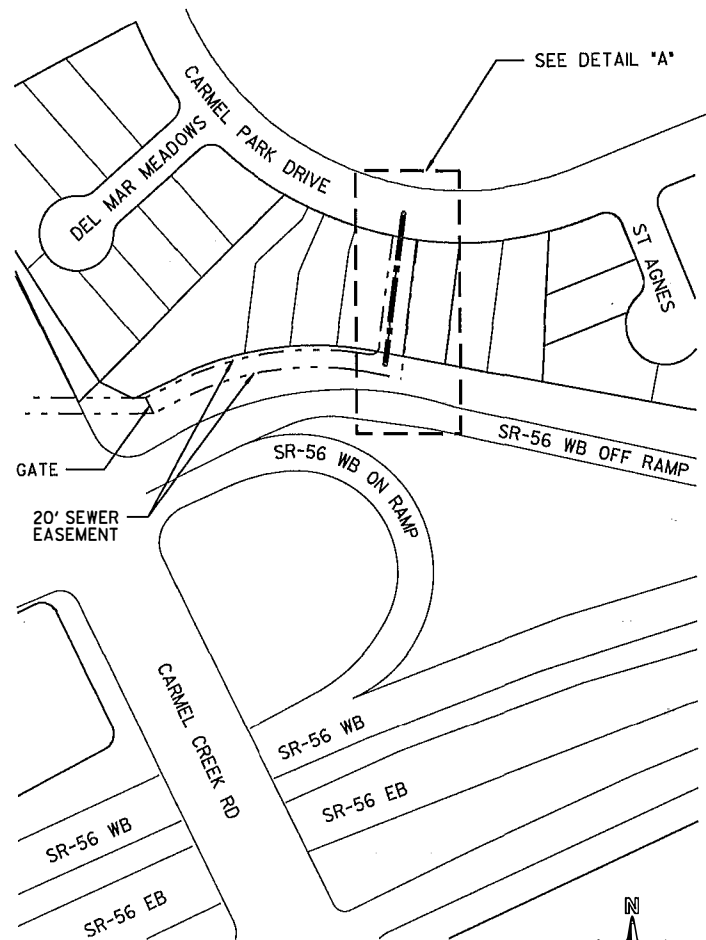 SEE DETAIL "A"
CARMEL PARK DRIVE
DEL MAR MEADOWS
ST AGNES
SR-56 WB OFF RAMP
SR-56 WB ON RAMP
GATE
20' SEWER
EASEMENT
CARMEL CREEK RD
SR-56 WB
SR-56 EB
SR-56 WB
SR-56 EB
N